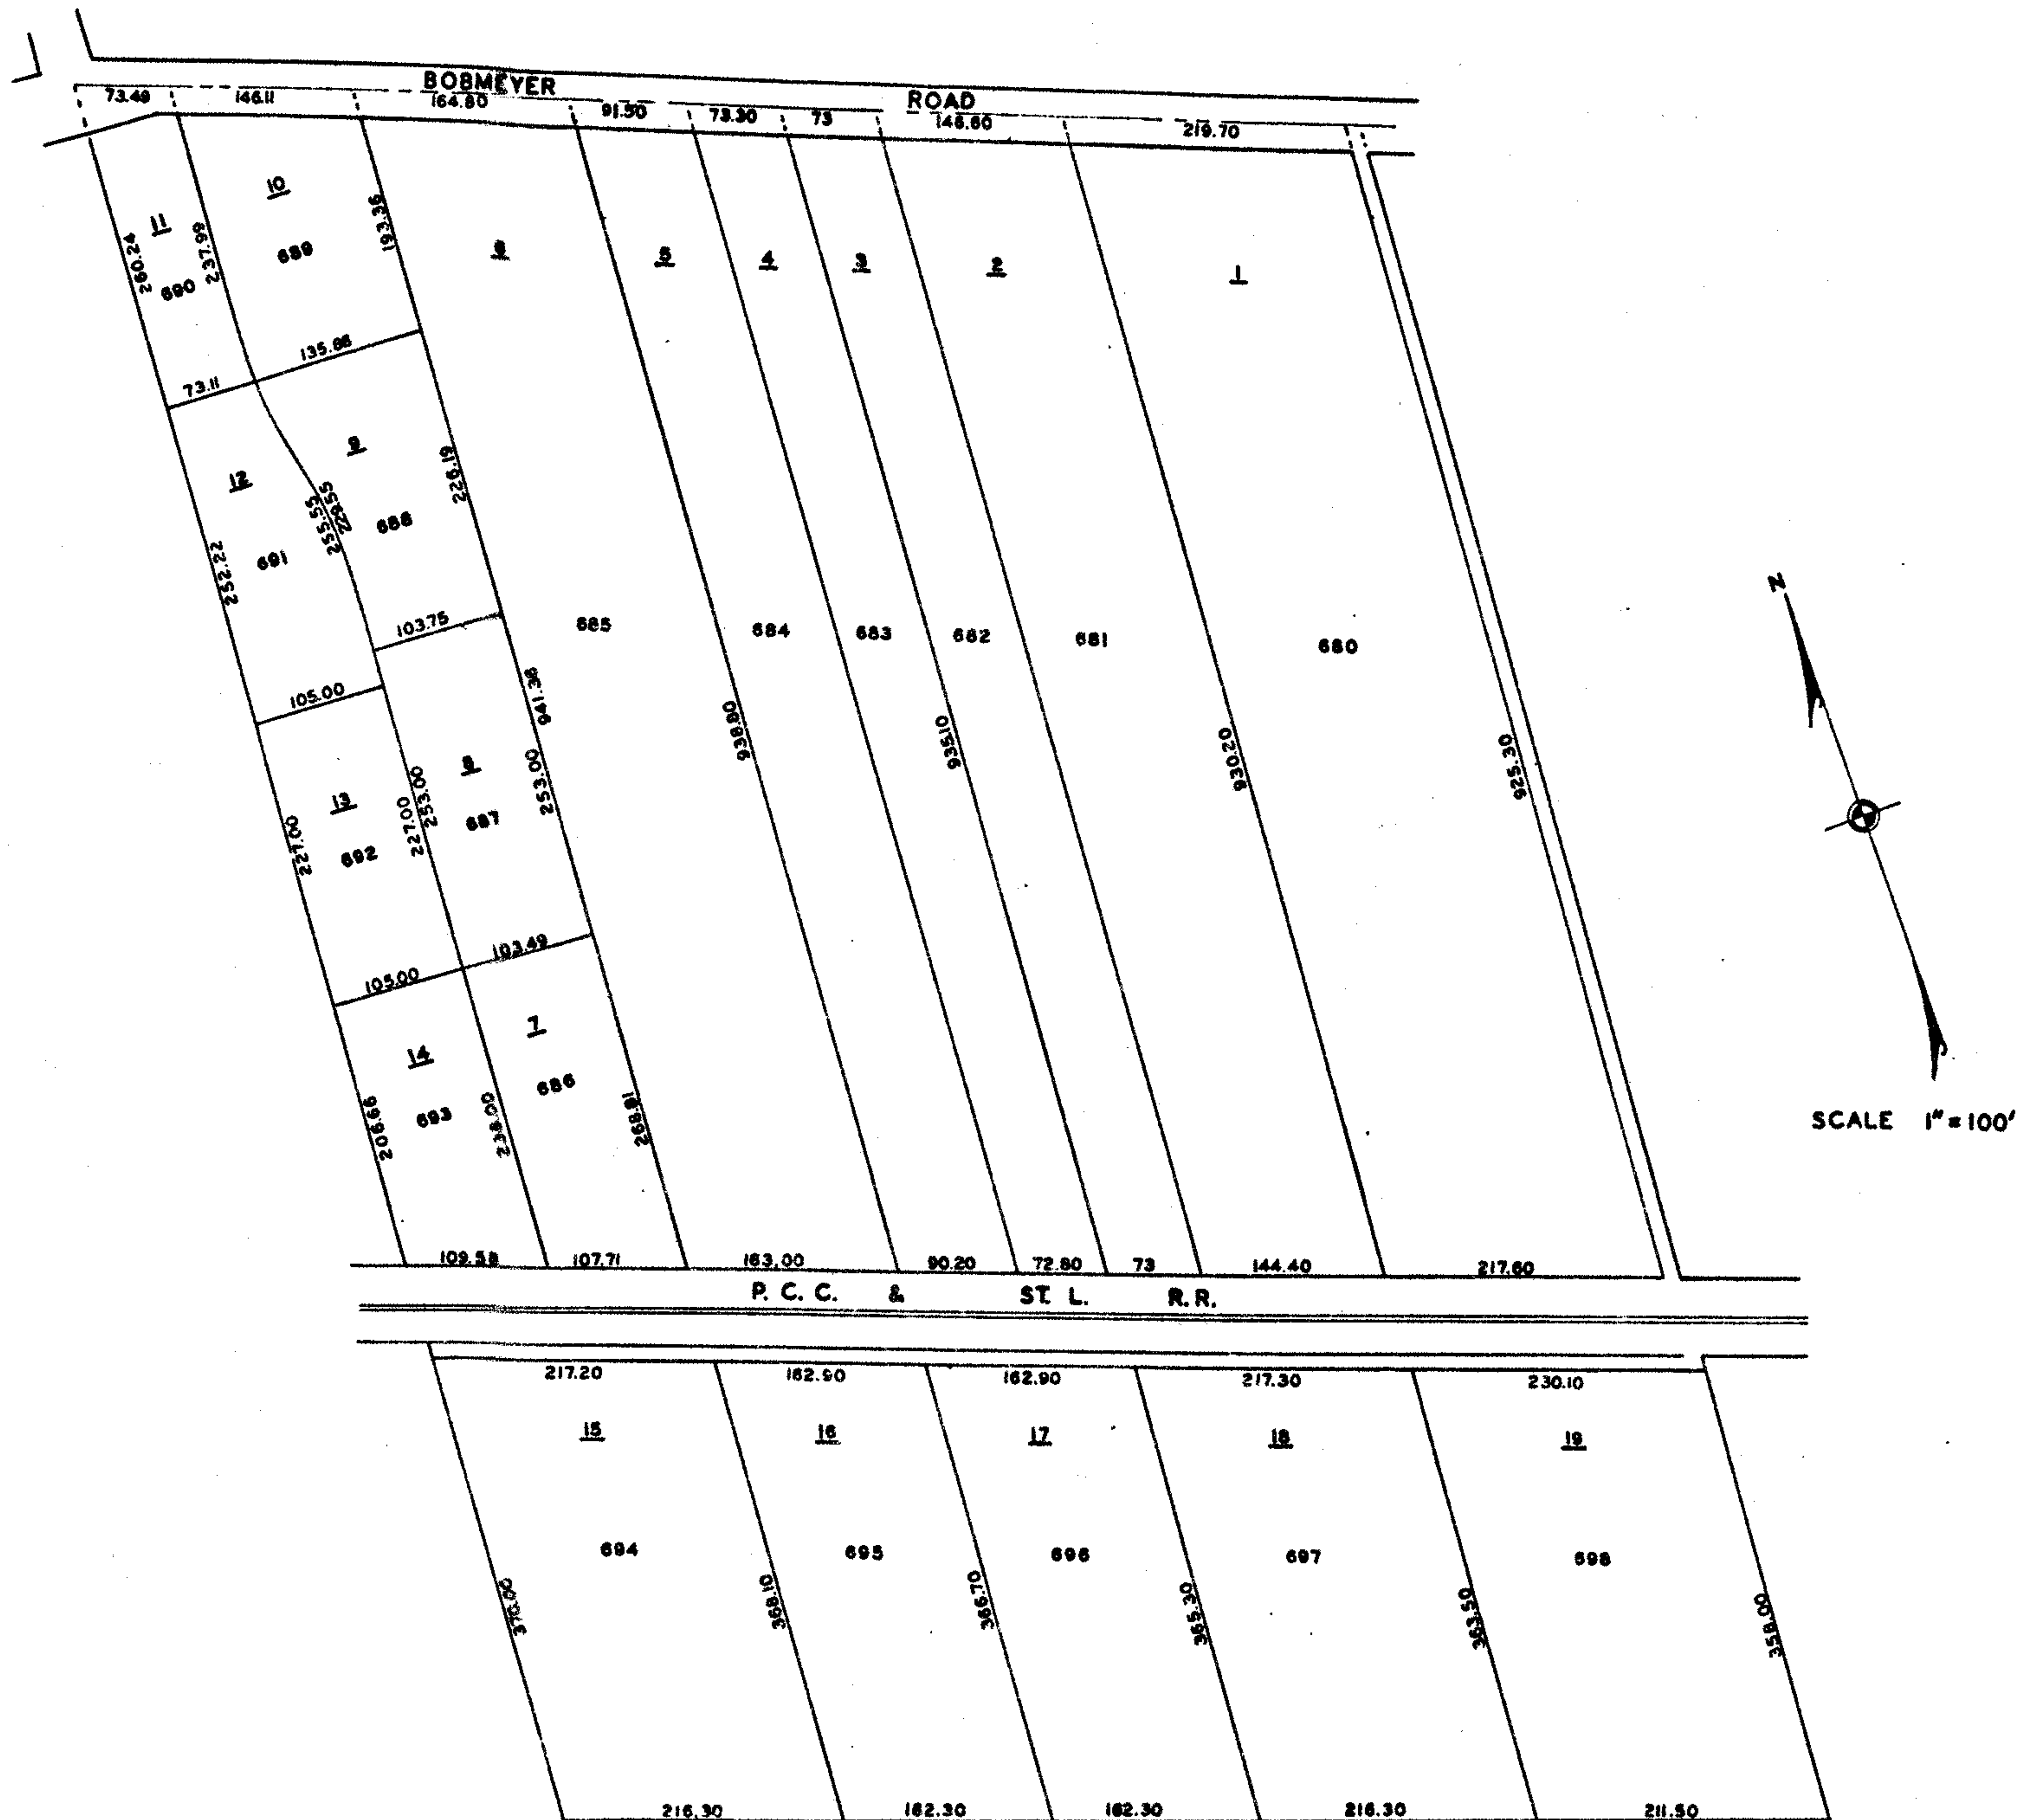 BOBMEYER ROAD
73.49 146.11 164.80 91.50 73.30 73 146.60 219.70
11 10 6 5 4 3 2 1
260.24 237.99 193.36
690 689
73.11 135.88
12 9
252.22 255.55 226.19
691 688
105.00 103.75
685 684 683 682 681 680
941.36 938.80 935.10 930.20 925.30
13 8
227.00 227.00 253.00 253.00
692 687
105.00 103.49
14 7
206.66 238.00 268.81
693 686
109.58 107.71 163.00 90.20 72.80 73 144.40 217.60
P. C. C. & ST. L. R. R.
N
SCALE 1"=100'
217.20 162.90 162.90 217.30 230.10
15 16 17 18 19
694 695 696 697 698
370.00 368.10 366.70 365.30 363.50 358.00
216.30 162.30 162.30 216.30 211.50